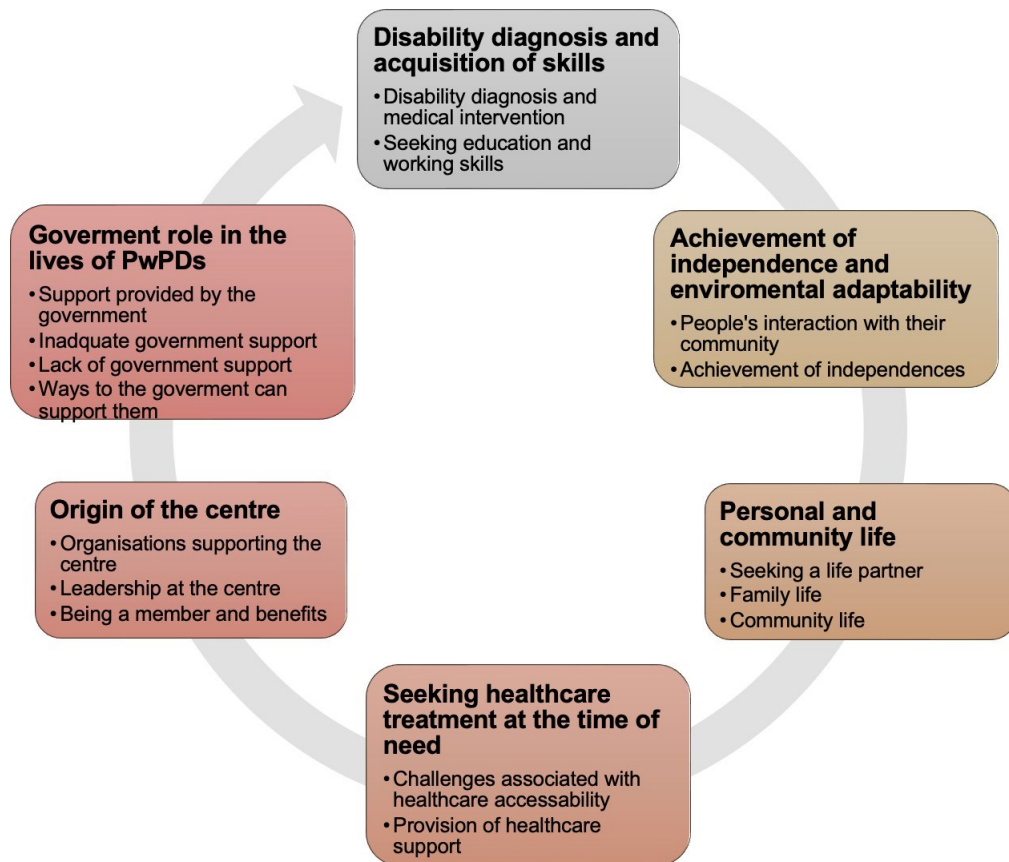 Disability diagnosis and
acquisition of skills
• Disability diagnosis and
medical intervention
• Seeking education and
working skills
Achievement of
independence and
enviromental adaptability
• People's interaction with their
community
• Achievement of independences
Personal and
community life
• Seeking a life partner
• Family life
• Community life
Seeking healthcare
treatment at the time of
need
• Challenges associated with
healthcare accessability
• Provision of healthcare
support
Origin of the centre
• Organisations supporting the
centre
• Leadership at the centre
• Being a member and benefits
Goverment role in the
lives of PwPDs
• Support provided by the
government
• Inadquate government support
• Lack of government support
• Ways to the goverment can
support them